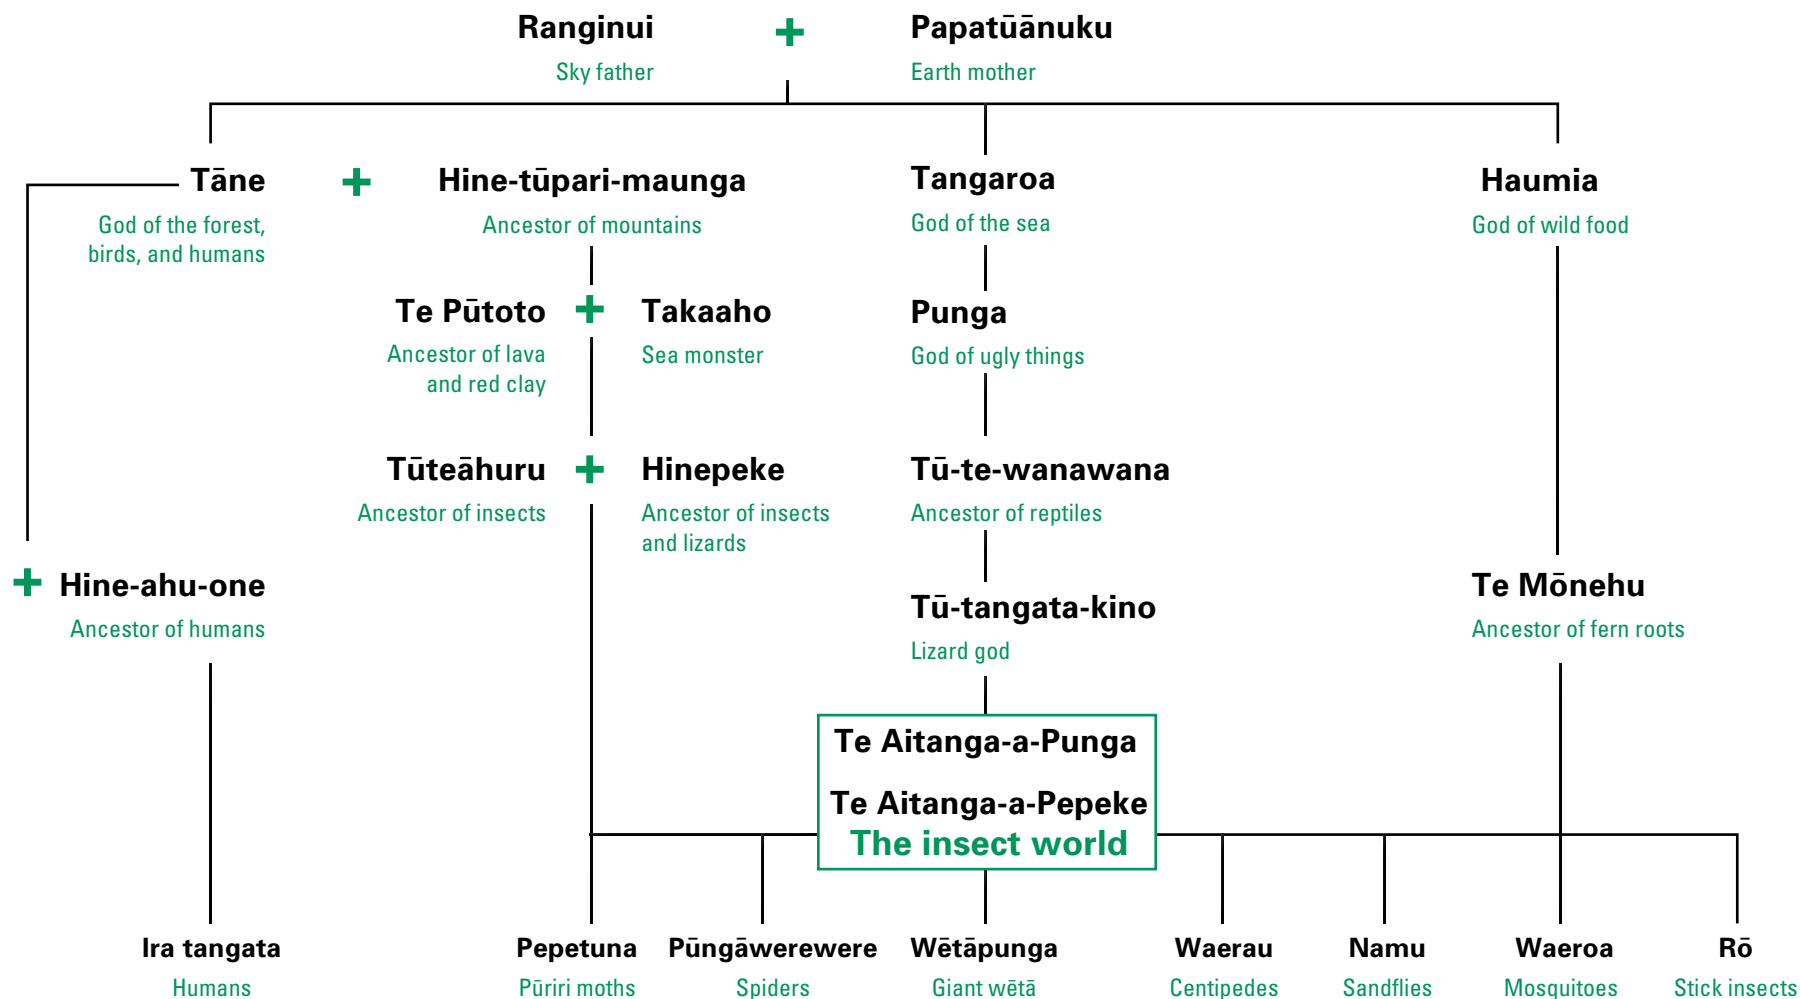 Ranginui
+
Papatūānuku
Sky father
Earth mother
Tāne
+
Hine-tūpari-maunga
Tangaroa
Haumia
God of the forest,
birds, and humans
Ancestor of mountains
God of the sea
God of wild food
Te Pūtoto
+
Takaaho
Punga
Ancestor of lava
and red clay
Sea monster
God of ugly things
Tūteāhuru
+
Hinepeke
Tū-te-wanawana
Ancestor of insects
Ancestor of insects
and lizards
Ancestor of reptiles
+
Hine-ahu-one
Tū-tangata-kino
Te Mōnehu
Ancestor of humans
Lizard god
Ancestor of fern roots
Te Aitanga-a-Punga
Te Aitanga-a-Pepeke
The insect world
Ira tangata
Humans
Pepetuna
Pūriri moths
Pūngāwerewere
Spiders
Wētāpunga
Giant wētā
Waerau
Centipedes
Namu
Sandflies
Waeroa
Mosquitoes
Rō
Stick insects